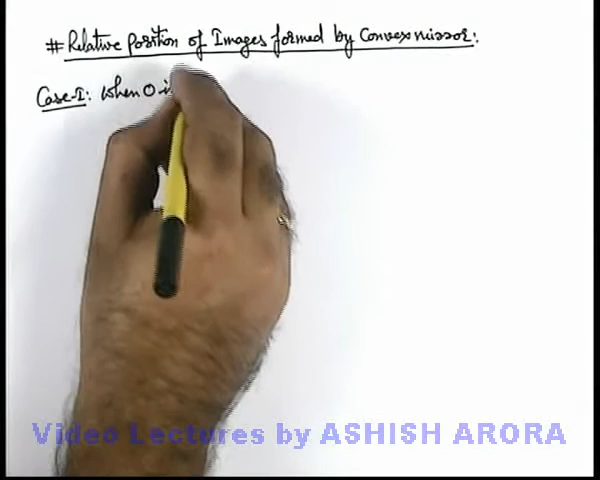 # Relative Position of Images formed by Convex mirror:
Case-I: When O i
Video Lectures by ASHISH ARORA